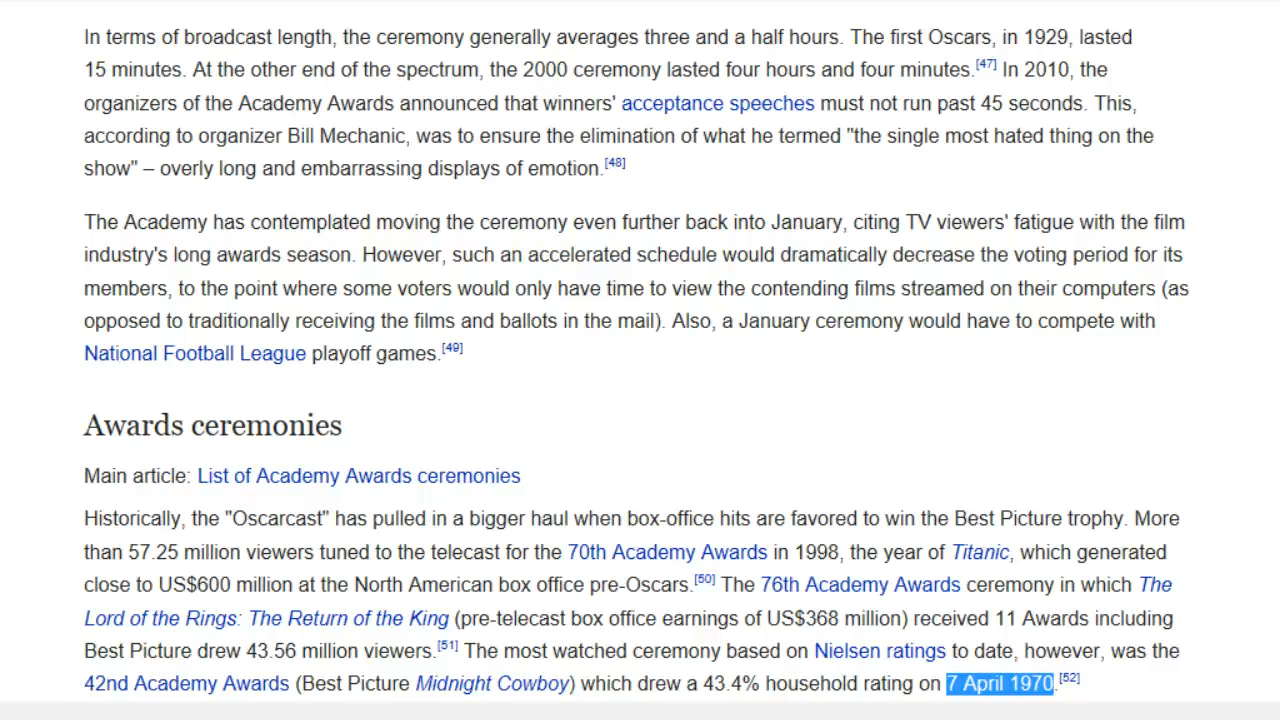 In terms of broadcast length, the ceremony generally averages three and a half hours. The first Oscars, in 1929, lasted
15 minutes. At the other end of the spectrum, the 2000 ceremony lasted four hours and four minutes.[47] In 2010, the
organizers of the Academy Awards announced that winners' acceptance speeches must not run past 45 seconds. This,
according to organizer Bill Mechanic, was to ensure the elimination of what he termed "the single most hated thing on the
show" – overly long and embarrassing displays of emotion.[48]
The Academy has contemplated moving the ceremony even further back into January, citing TV viewers' fatigue with the film
industry's long awards season. However, such an accelerated schedule would dramatically decrease the voting period for its
members, to the point where some voters would only have time to view the contending films streamed on their computers (as
opposed to traditionally receiving the films and ballots in the mail). Also, a January ceremony would have to compete with
National Football League playoff games.[49]
Awards ceremonies
Main article: List of Academy Awards ceremonies
Historically, the "Oscarcast" has pulled in a bigger haul when box-office hits are favored to win the Best Picture trophy. More
than 57.25 million viewers tuned to the telecast for the 70th Academy Awards in 1998, the year of Titanic, which generated
close to US$600 million at the North American box office pre-Oscars.[50] The 76th Academy Awards ceremony in which The
Lord of the Rings: The Return of the King (pre-telecast box office earnings of US$368 million) received 11 Awards including
Best Picture drew 43.56 million viewers.[51] The most watched ceremony based on Nielsen ratings to date, however, was the
42nd Academy Awards (Best Picture Midnight Cowboy) which drew a 43.4% household rating on 7 April 1970.[52]